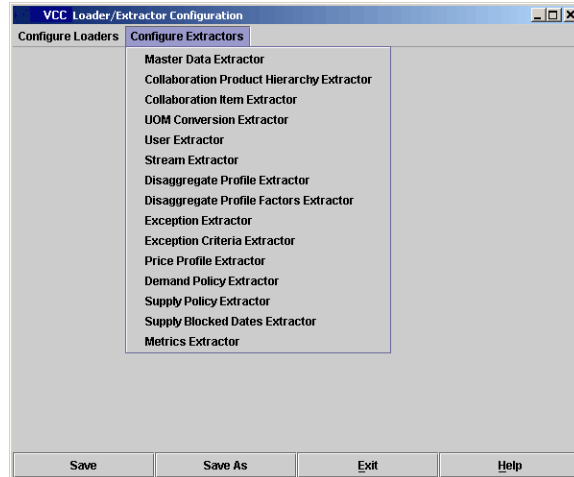 VCC Loader/Extractor Configuration
Configure Loaders Configure Extractors
Master Data Extractor
Collaboration Product Hierarchy Extractor
Collaboration Item Extractor
UOM Conversion Extractor
User Extractor
Stream Extractor
Disaggregate Profile Extractor
Disaggregate Profile Factors Extractor
Exception Extractor
Exception Criteria Extractor
Price Profile Extractor
Demand Policy Extractor
Supply Policy Extractor
Supply Blocked Dates Extractor
Metrics Extractor
Save Save As Exit Help